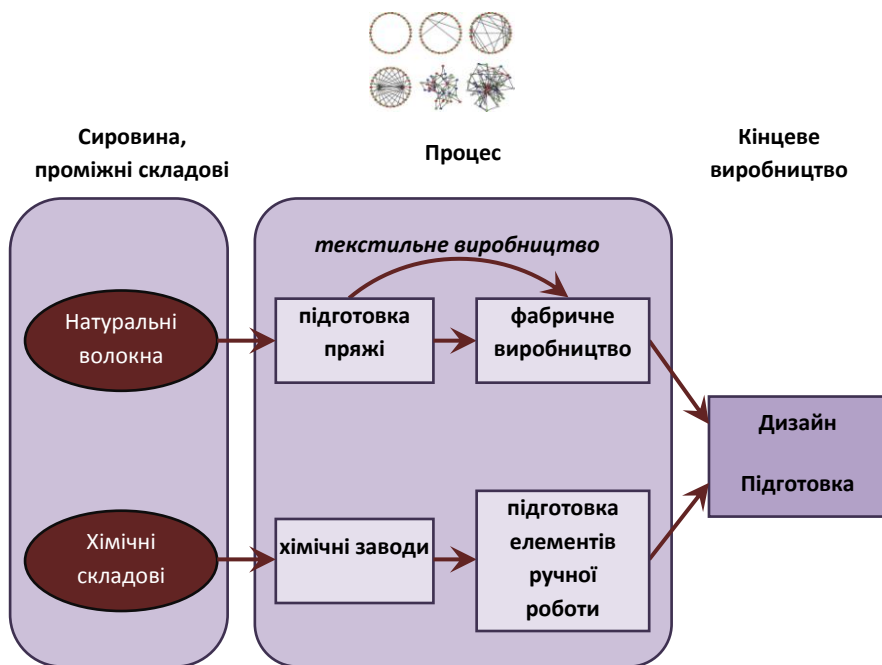 Сировина,
проміжні складові
Процес
Кінцеве
виробництво
текстильне виробництво
Натуральні
волокна
підготовка
пряжі
фабричне
виробництво
Дизайн
Підготовка
Хімічні
складові
хімічні заводи
підготовка
елементів
ручної
роботи